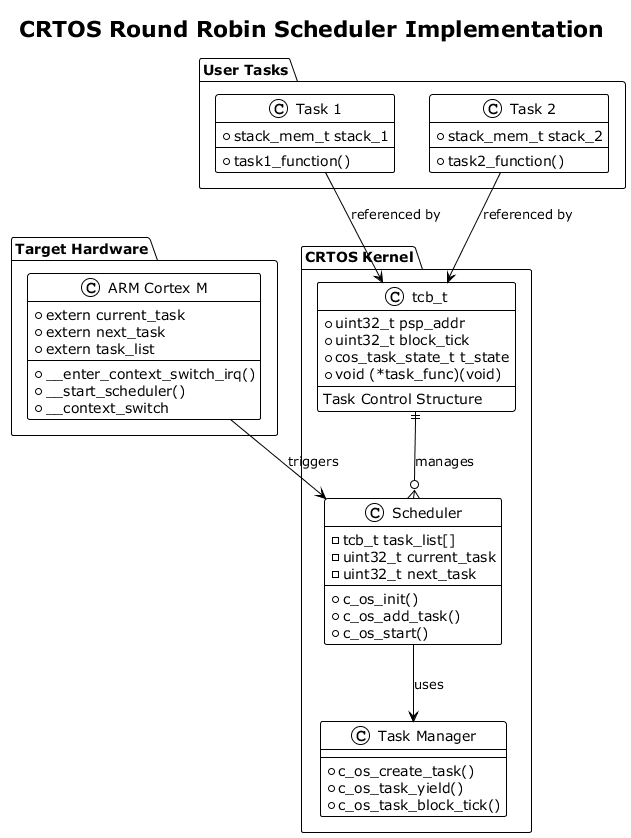 CRTOS Round Robin Scheduler Implementation
User Tasks
C Task 1
stack_mem_t stack_1
task1_function()
C Task 2
stack_mem_t stack_2
task2_function()
referenced by
referenced by
Target Hardware
C ARM Cortex M
extern current_task
extern next_task
extern task_list
__enter_context_switch_irq()
__start_scheduler()
__context_switch
CRTOS Kernel
C tcb_t
uint32_t psp_addr
uint32_t block_tick
cos_task_state_t t_state
void (*task_func)(void)
Task Control Structure
triggers
manages
C Scheduler
tcb_t task_list[]
uint32_t current_task
uint32_t next_task
c_os_init()
c_os_add_task()
c_os_start()
uses
C Task Manager
c_os_create_task()
c_os_task_yield()
c_os_task_block_tick()